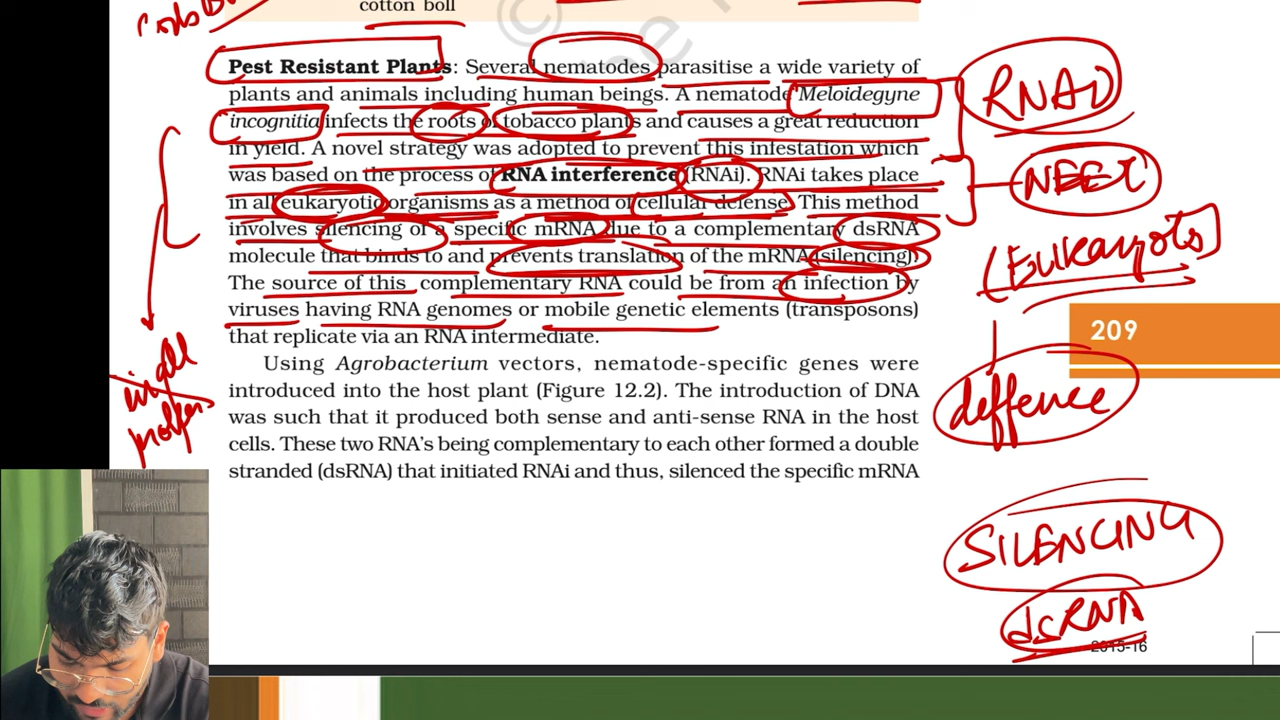 cotton boll
Pest Resistant Plants: Several nematodes parasitise a wide variety of
plants and animals including human beings. A nematode Meloidegyne
incognitia infects the roots of tobacco plants and causes a great reduction
in yield. A novel strategy was adopted to prevent this infestation which
was based on the process of RNA interference (RNAi). RNAi takes place
in all eukaryotic organisms as a method of cellular defense. This method
involves silencing of a specific mRNA due to a complementary dsRNA
molecule that binds to and prevents translation of the mRNA (silencing).
The source of this complementary RNA could be from an infection by
viruses having RNA genomes or mobile genetic elements (transposons)
that replicate via an RNA intermediate.
Using Agrobacterium vectors, nematode-specific genes were
introduced into the host plant (Figure 12.2). The introduction of DNA
was such that it produced both sense and anti-sense RNA in the host
cells. These two RNA's being complementary to each other formed a double
stranded (dsRNA) that initiated RNAi and thus, silenced the specific mRNA
RNAi
NEET
(Eukaryots)
209
deffence
SILENCING
dsRNA
2015-16